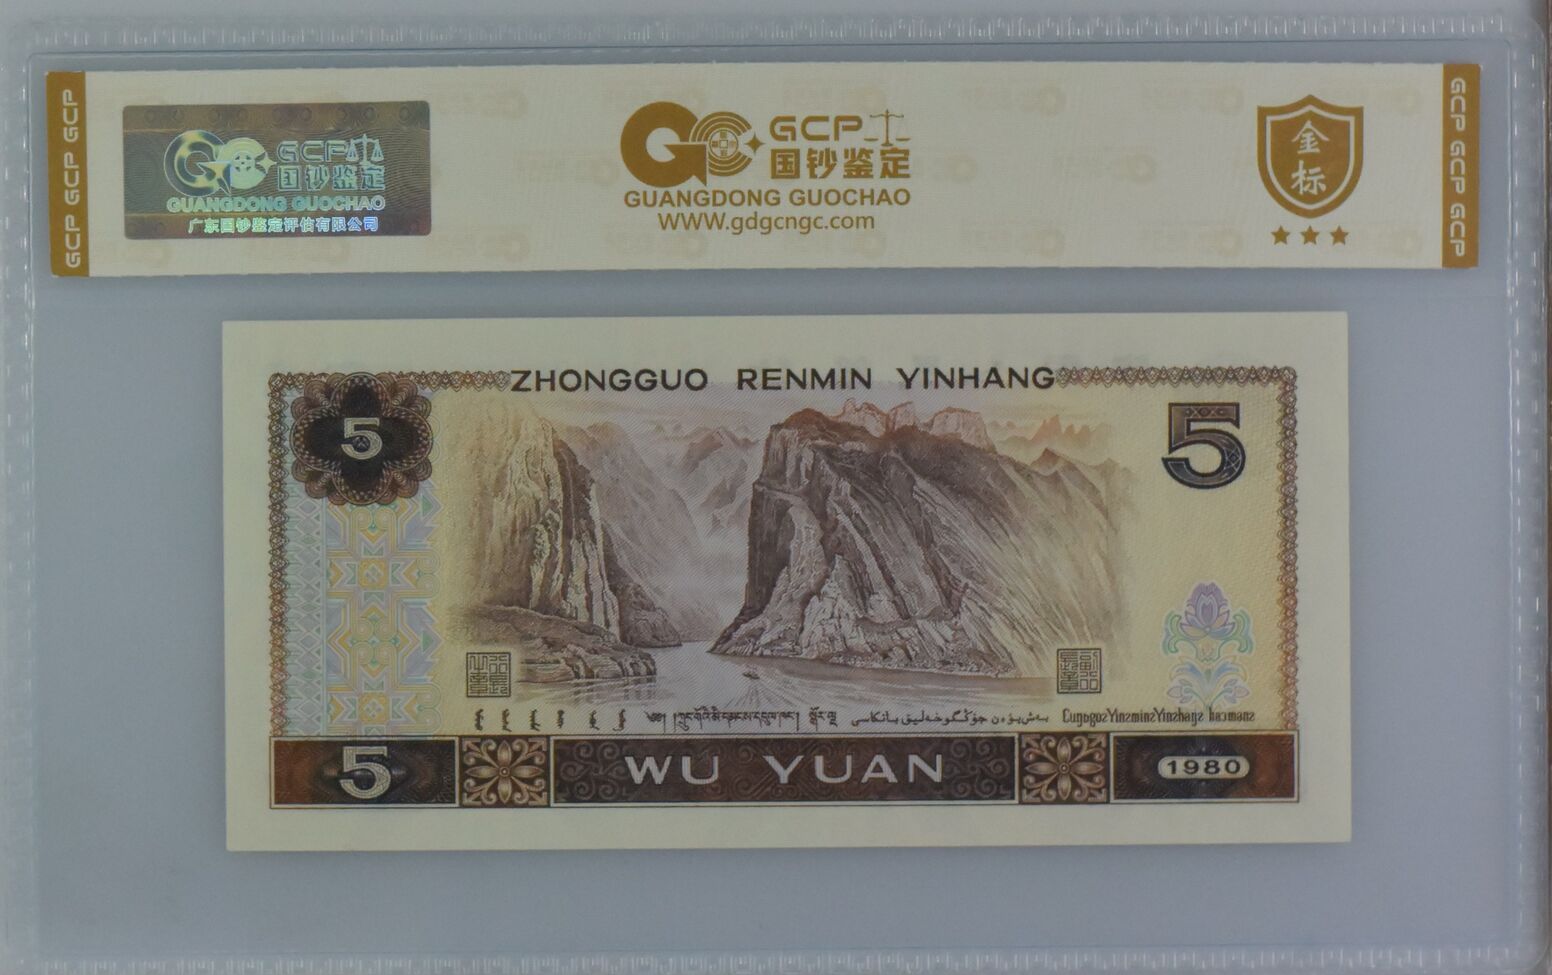 GCP GCP GCP
GCP
国钞鉴定
GUANGDONG GUOCHAO
广东国钞鉴定评估有限公司
GCP
国钞鉴定
GUANGDONG GUOCHAO
WWW.gdgcngc.com
金
标
GCP GCP GCP GCP
ZHONGGUO RENMIN YINHANG
5
5
5
WU YUAN
1980